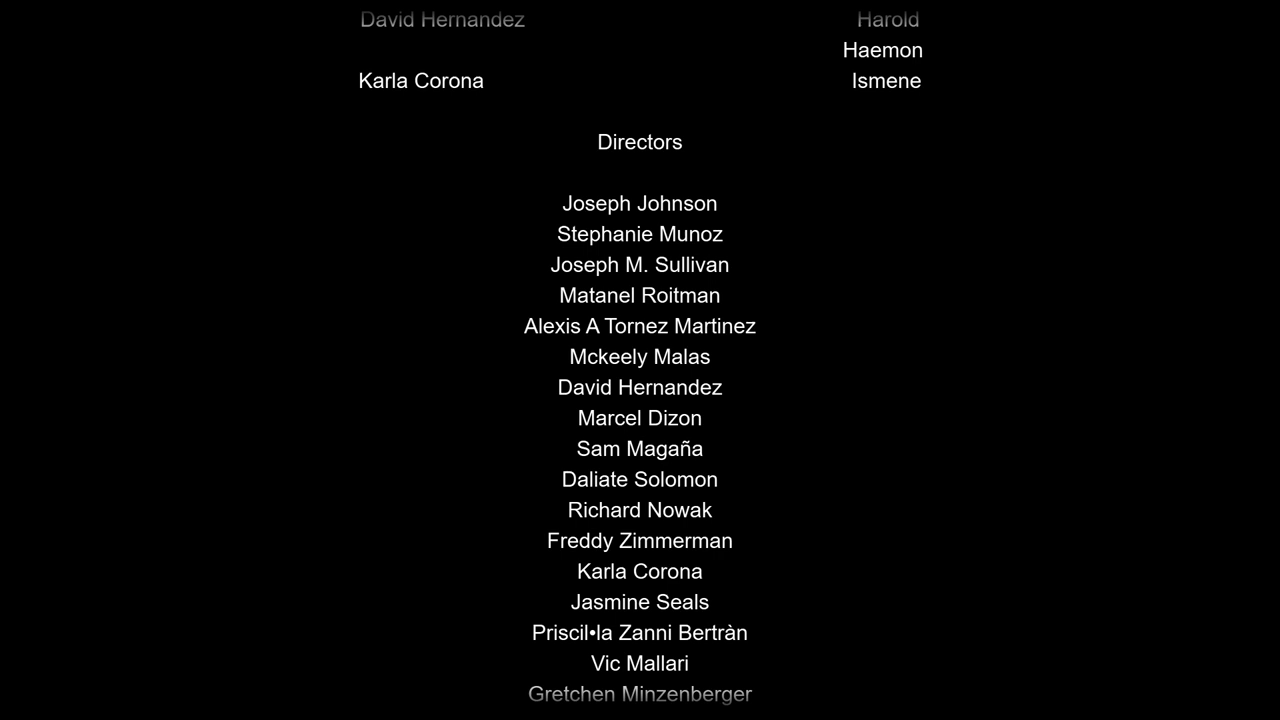 David Hernandez Harold
Haemon
Karla Corona Ismene
Directors
Joseph Johnson
Stephanie Munoz
Joseph M. Sullivan
Matanel Roitman
Alexis A Tornez Martinez
Mckeely Malas
David Hernandez
Marcel Dizon
Sam Magaña
Daliate Solomon
Richard Nowak
Freddy Zimmerman
Karla Corona
Jasmine Seals
Priscil•la Zanni Bertràn
Vic Mallari
Gretchen Minzenberger